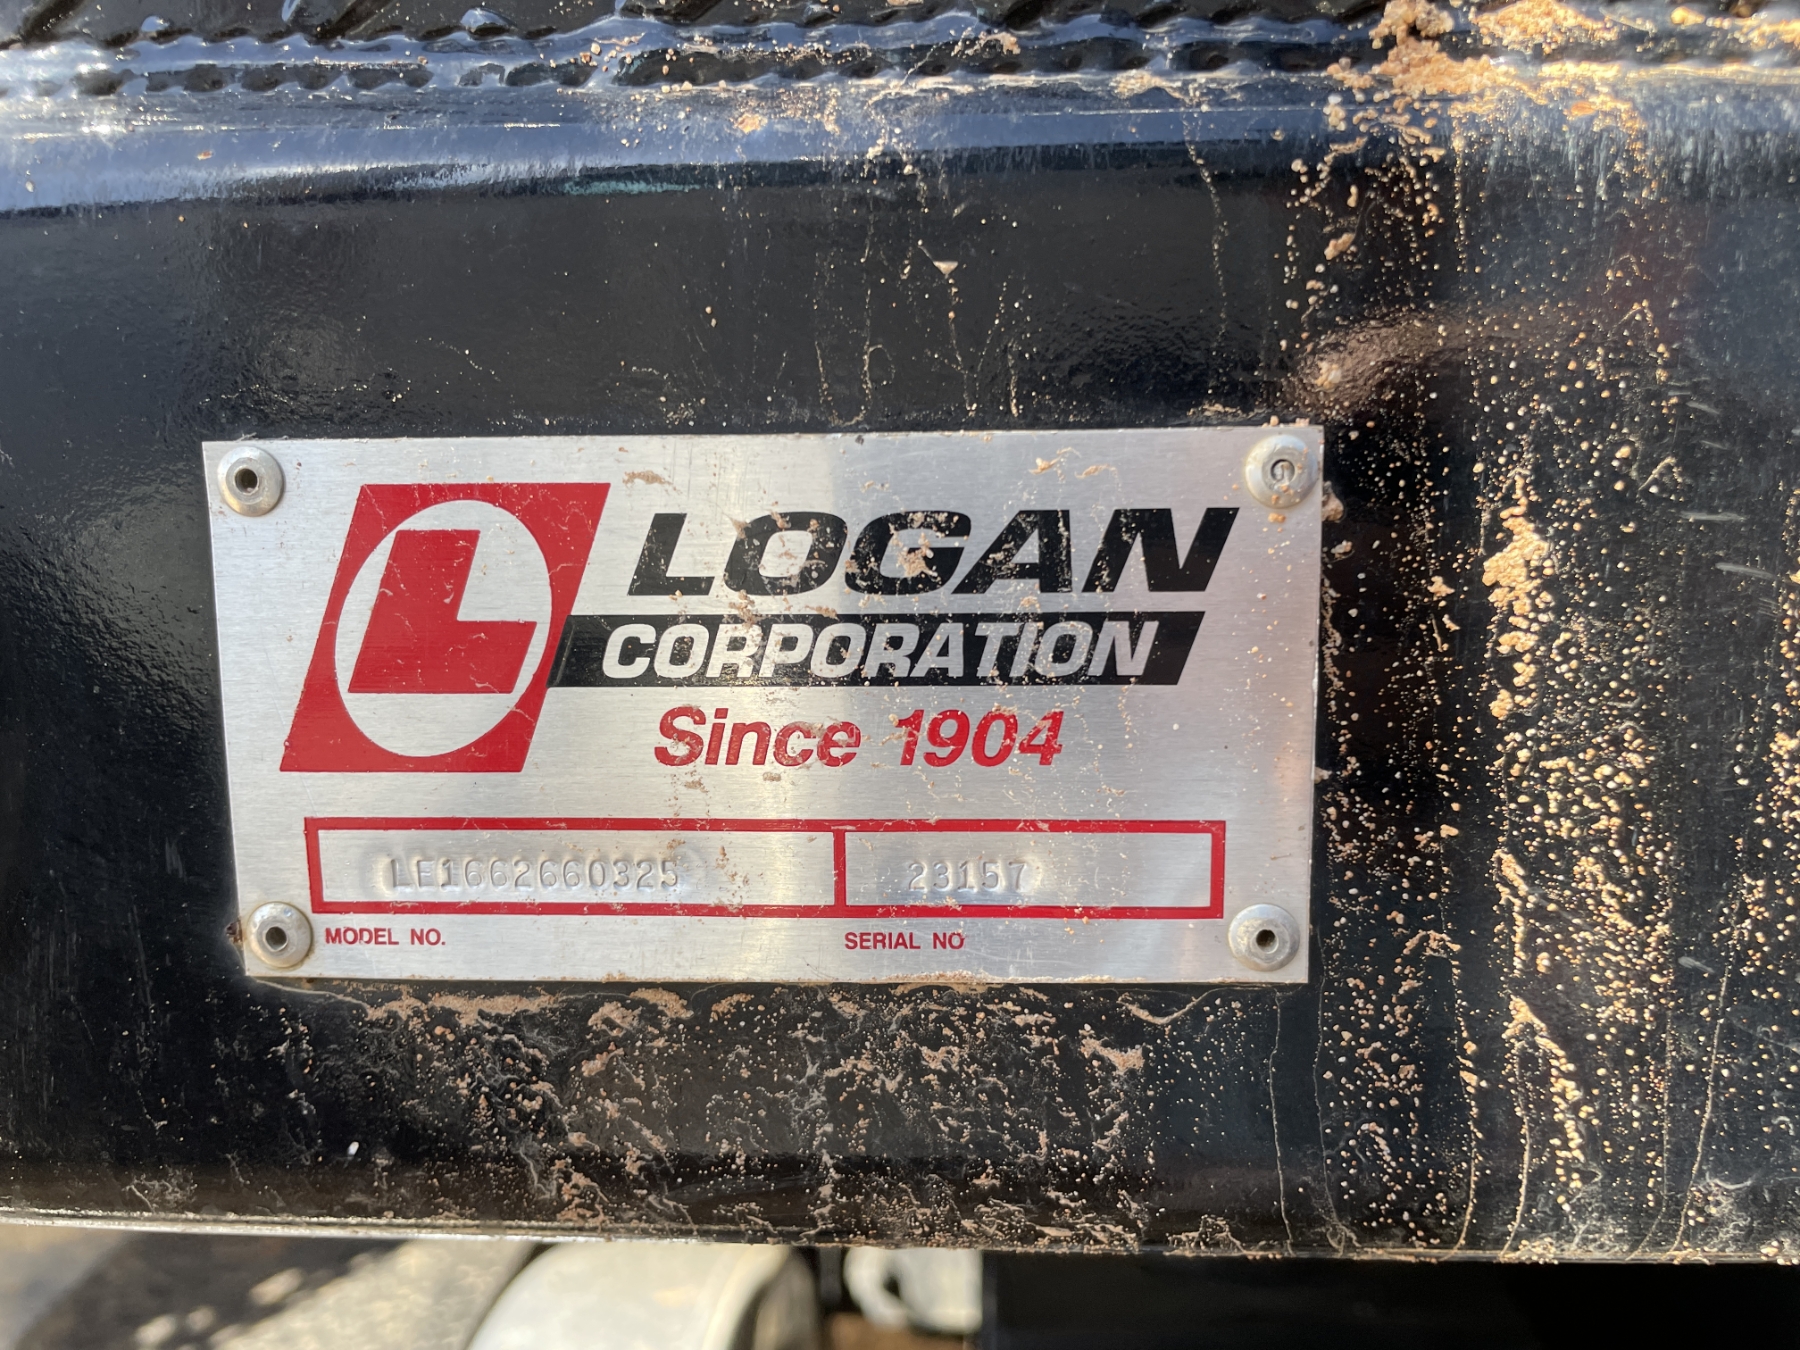 L
LOGAN
CORPORATION
Since 1904
LE1662660325 23157
MODEL NO. SERIAL NO